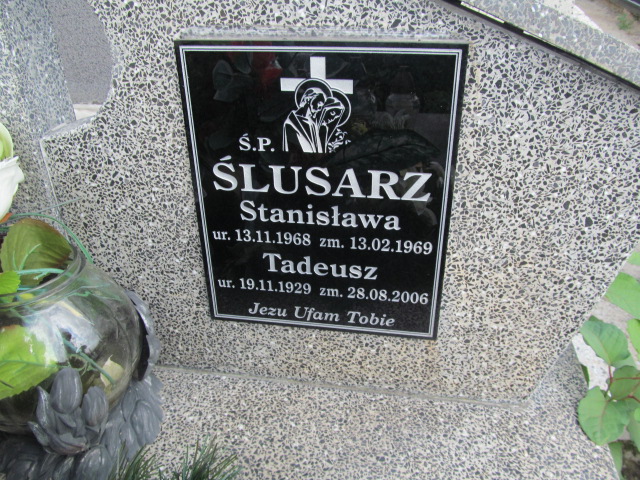 Ś.P.
ŚLUSARZ
Stanisława
ur. 13.11.1968 zm. 13.02.1969
Tadeusz
ur. 19.11.1929 zm. 28.08.2006
Jezu Ufam Tobie